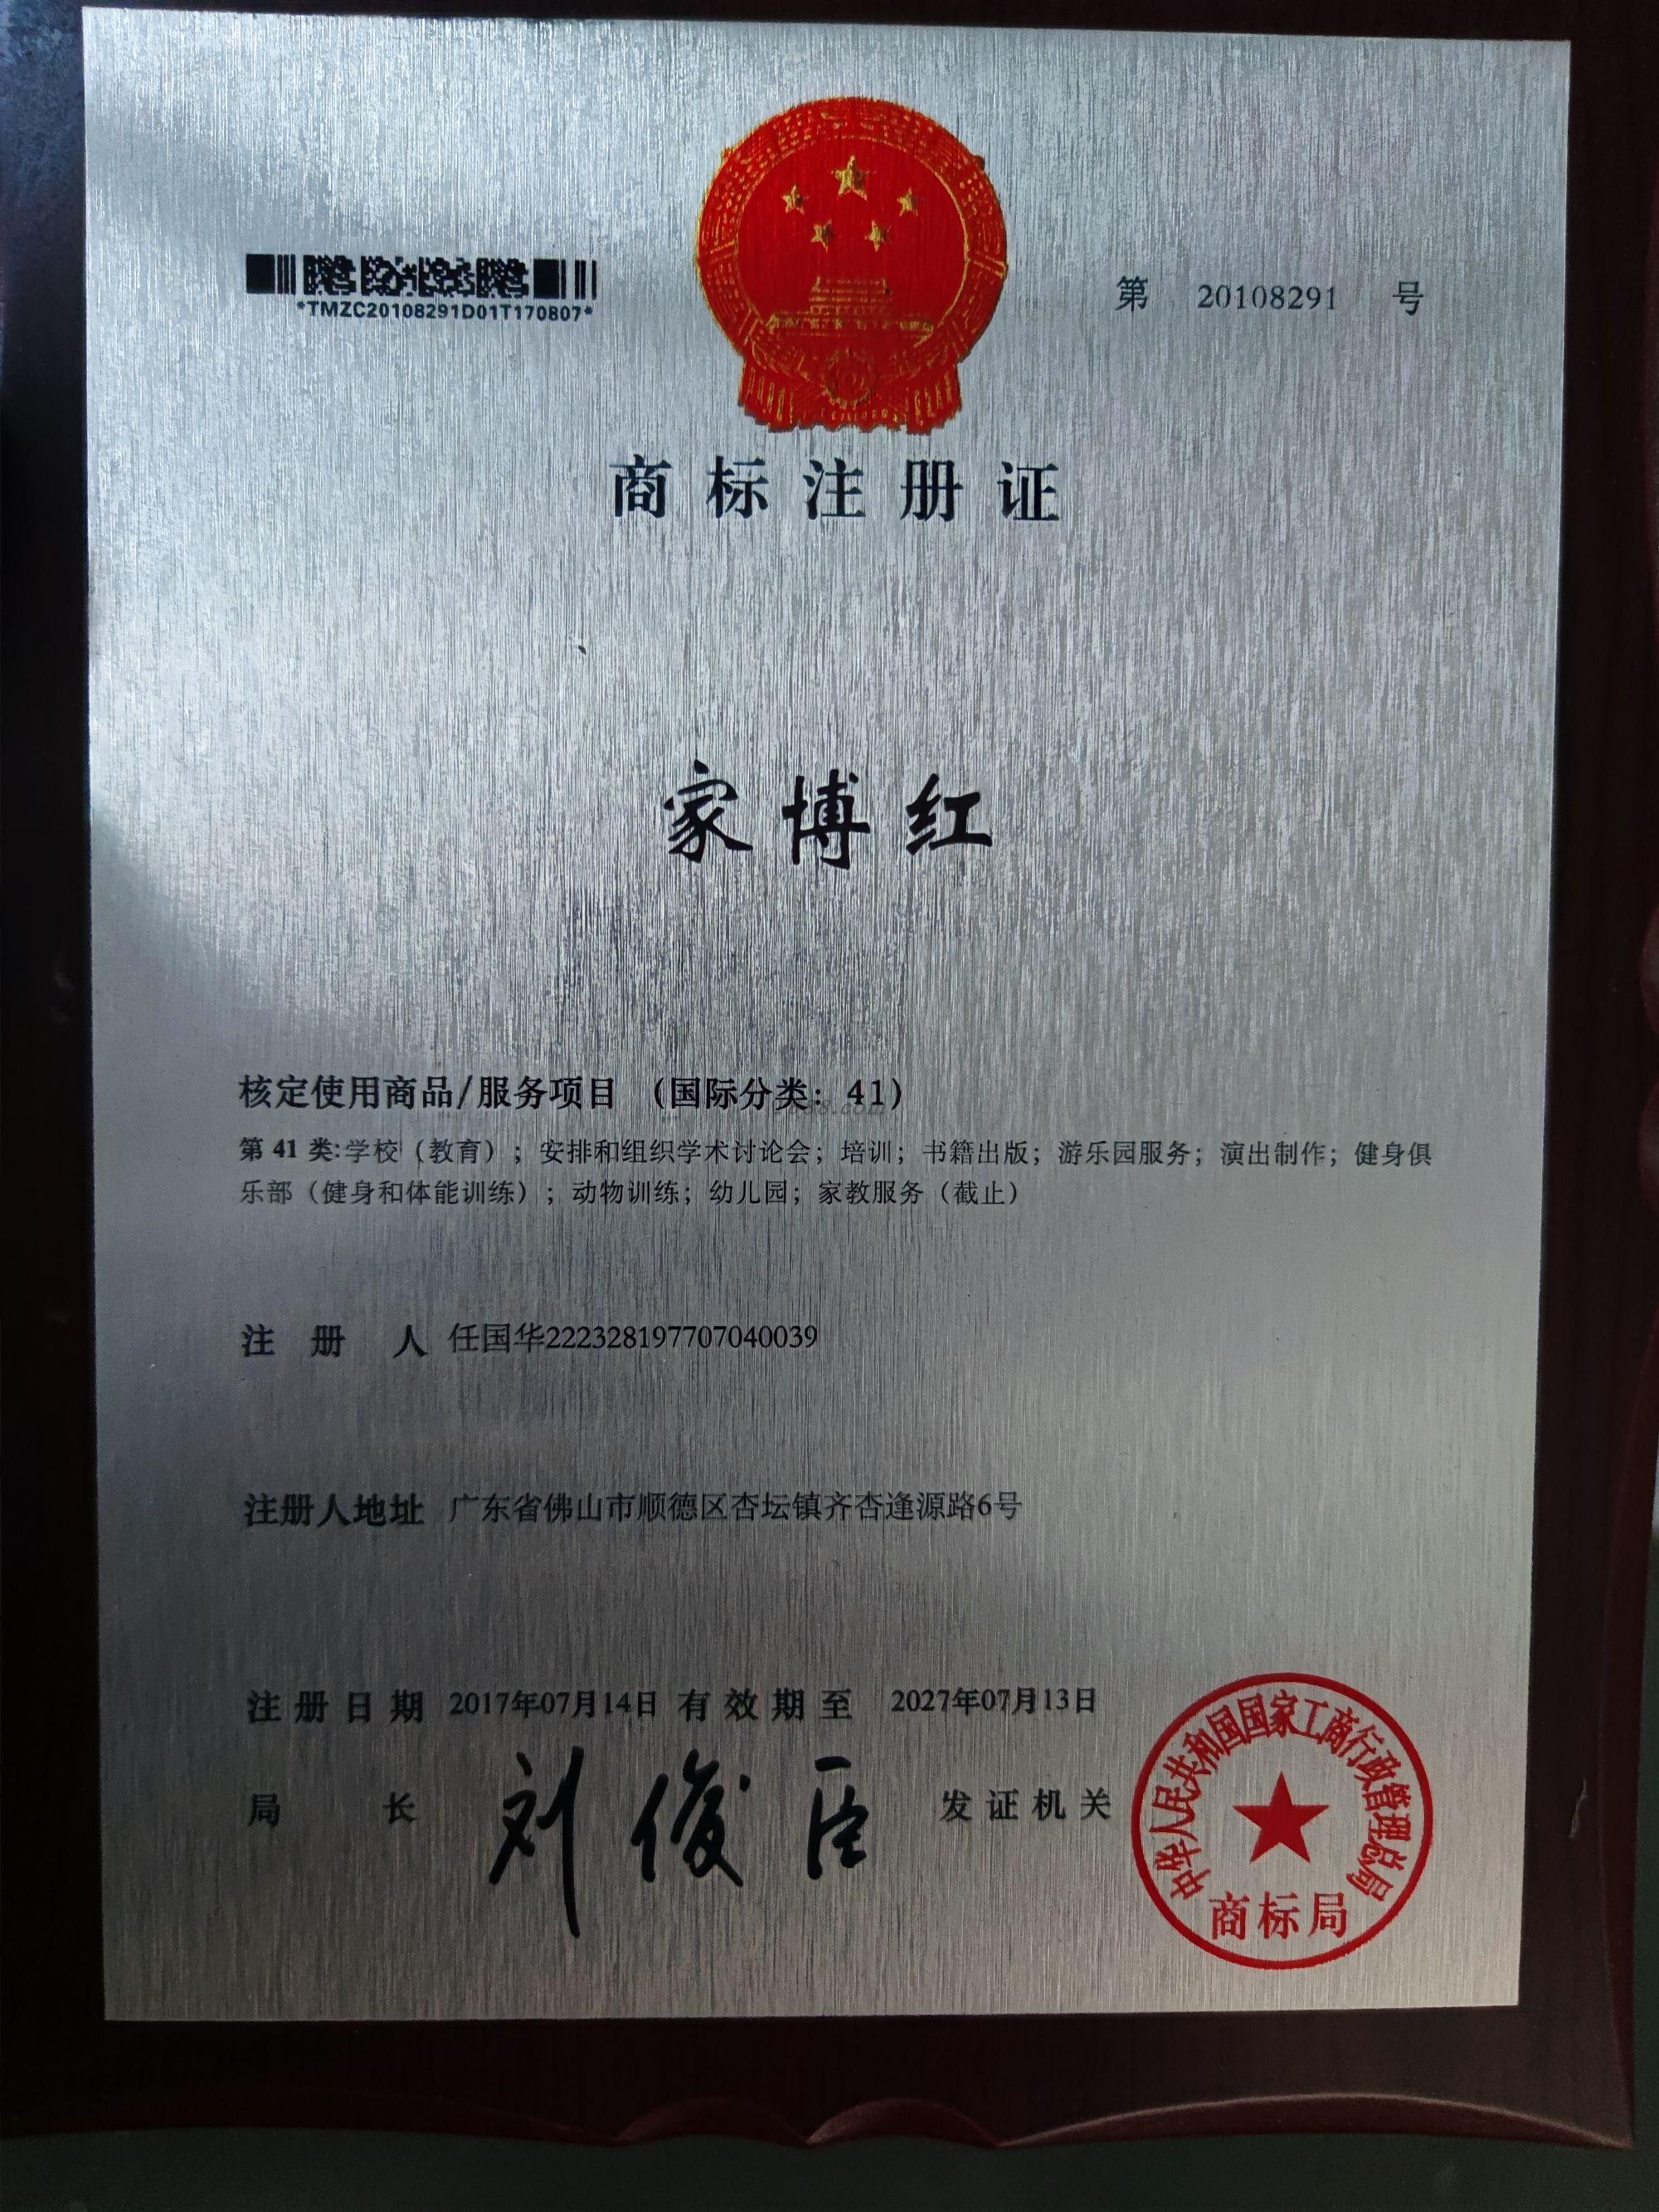 *TMZC20108291D01T170807*
第 20108291 号
商标注册证
家博红
核定使用商品/服务项目 （国际分类：41）
第 41 类:学校（教育）；安排和组织学术讨论会；培训；书籍出版；游乐园服务；演出制作；健身俱
乐部（健身和体能训练）；动物训练；幼儿园；家教服务（截止）
注 册 人 任国华222328197707040039
注册人地址 广东省佛山市顺德区杏坛镇齐杏逢源路6号
注册日期 2017年07月14日 有效期至 2027年07月13日
局 长 刘俊臣 发证机关
中华人民共和国国家工商行政管理总局
商标局